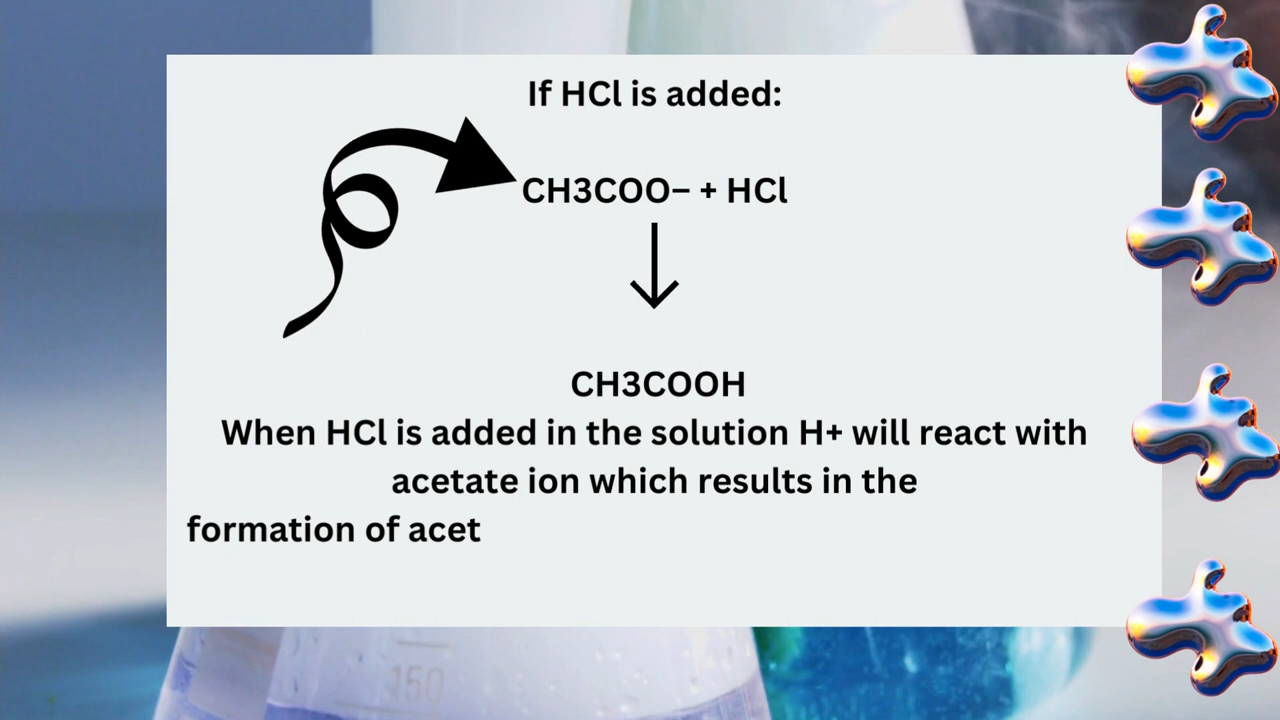 If HCl is added:
CH3COO– + HCl
CH3COOH
When HCl is added in the solution H+ will react with
acetate ion which results in the
formation of acet
150